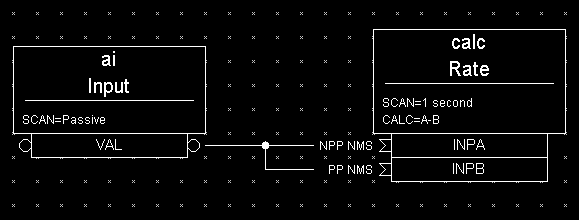 ai
Input
SCAN=Passive
VAL
calc
Rate
SCAN=1 second
CALC=A-B
NPP NMS INPA
PP NMS INPB